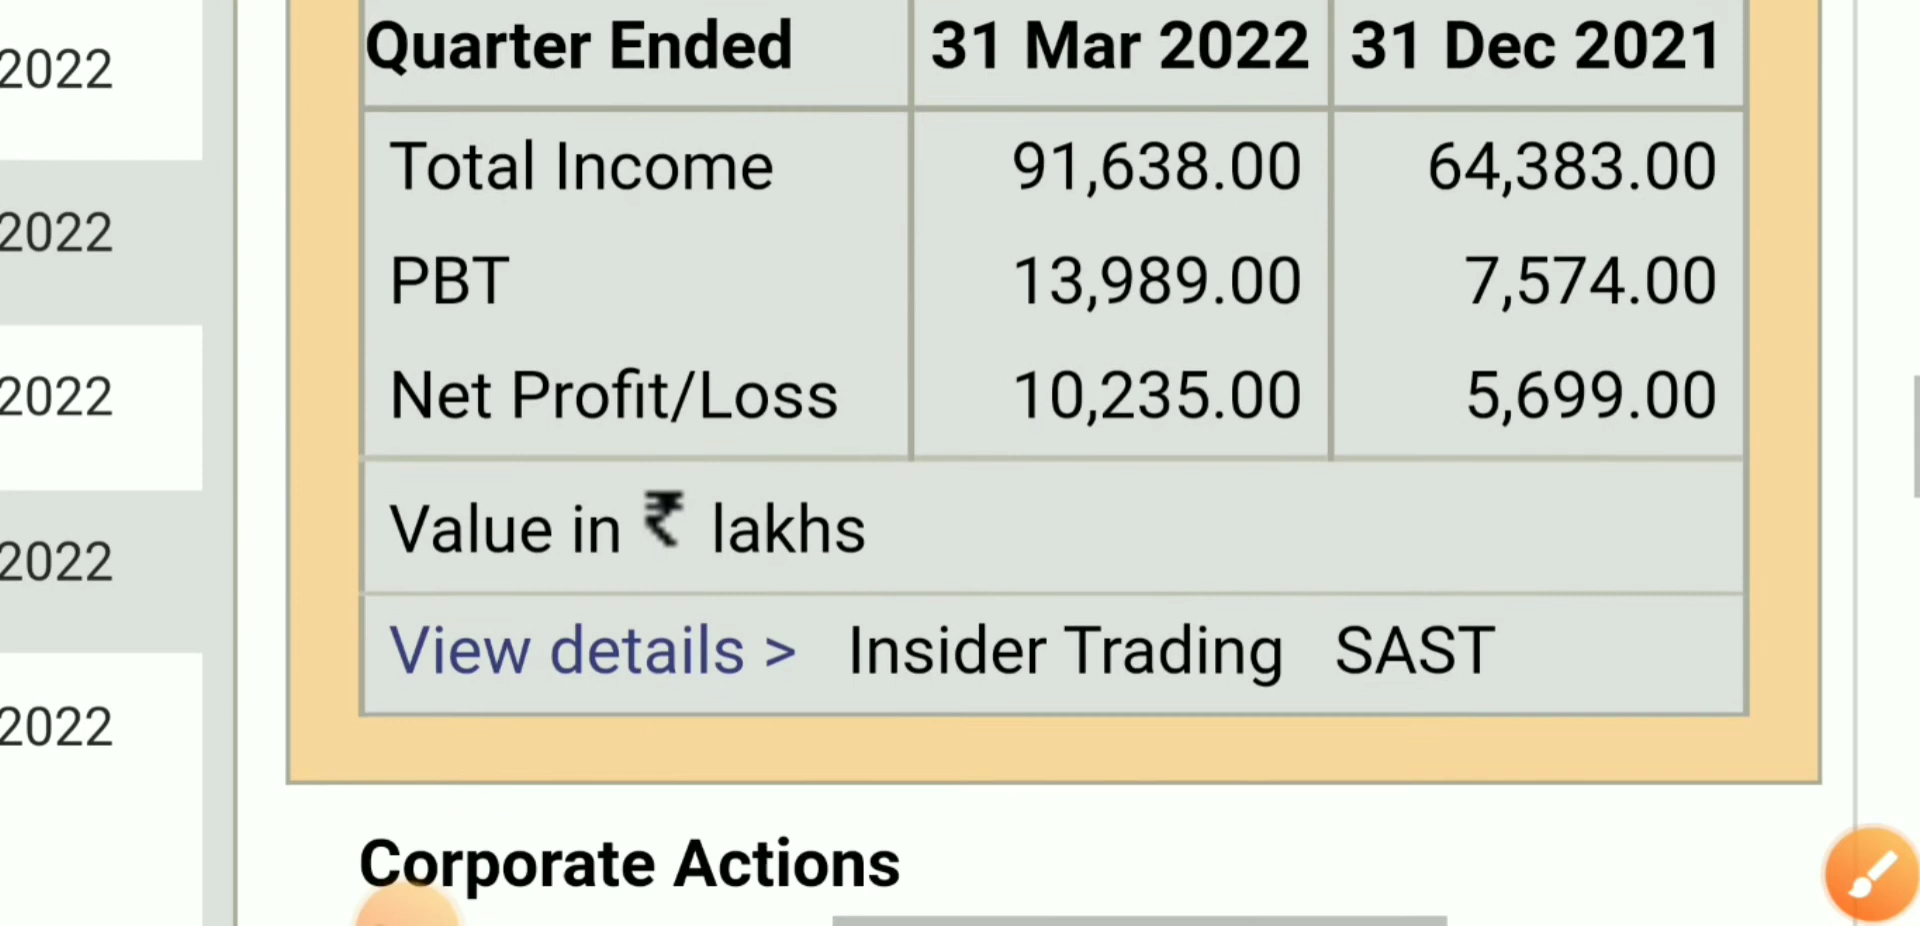 2022
2022
2022
2022
2022
Quarter Ended 31 Mar 2022 31 Dec 2021
Total Income 91,638.00 64,383.00
PBT 13,989.00 7,574.00
Net Profit/Loss 10,235.00 5,699.00
Value in ₹ lakhs
View details > Insider Trading SAST
Corporate Actions